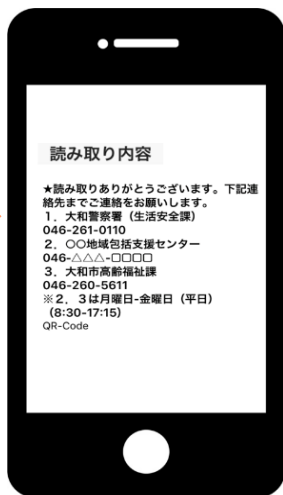 読み取り内容
★読み取りありがとうございます。下記連
絡先までご連絡をお願いします。
１．大和警察署（生活安全課）
046-261-0110
２．○○地域包括支援センター
046-△△△-□□□□
３．大和市高齢福祉課
046-260-5611
※２．３は月曜日-金曜日（平日）
（8:30-17:15）
QR-Code